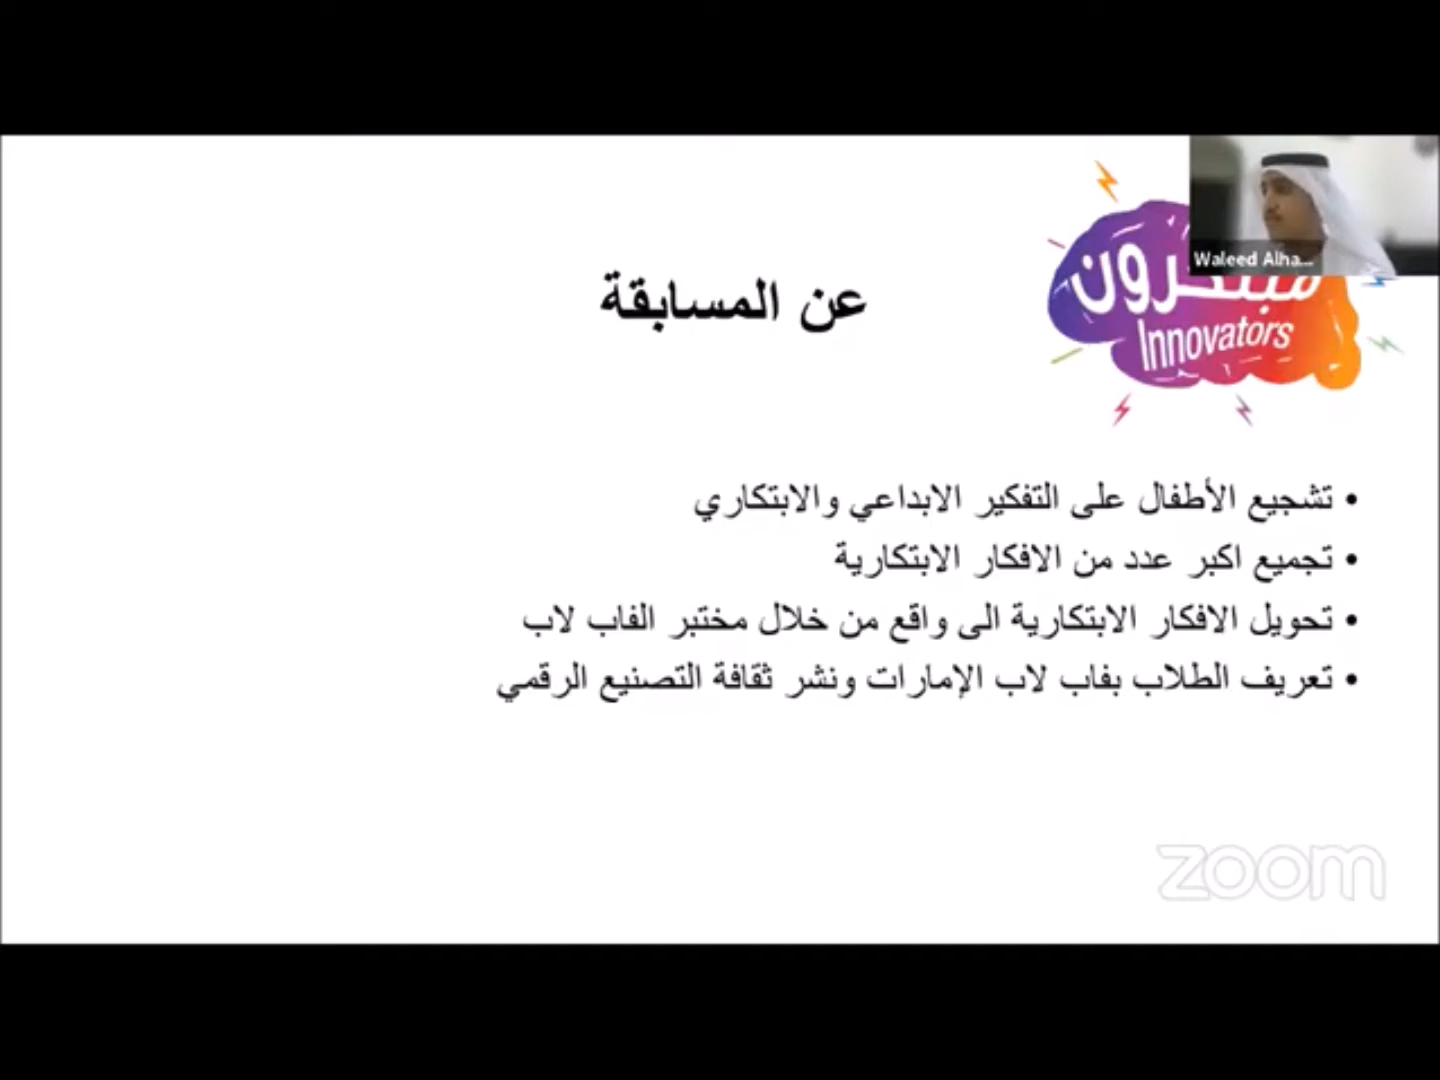 Waleed Alha...
مبتكرون
Innovators
عن المسابقة
• تشجيع الأطفال على التفكير الابداعي والابتكاري
• تجميع اكبر عدد من الافكار الابتكارية
• تحويل الافكار الابتكارية الى واقع من خلال مختبر الفاب لاب
• تعريف الطلاب بفاب لاب الإمارات ونشر ثقافة التصنيع الرقمي
zoom